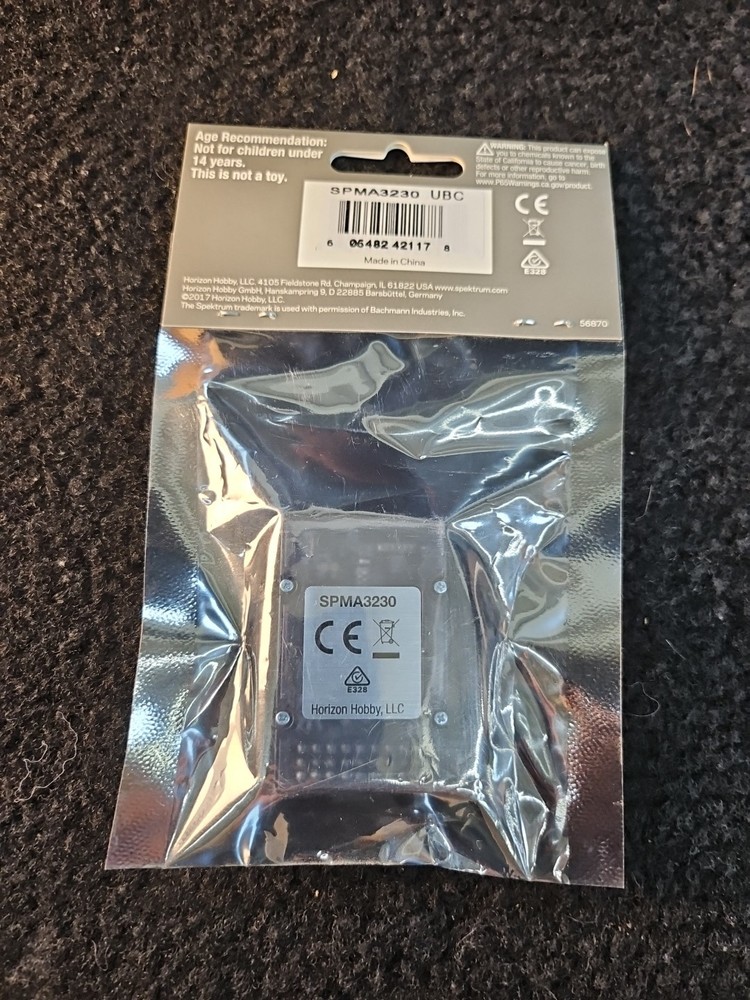 Age Recommendation:
Not for children under
14 years.
This is not a toy.
WARNING: This product can expose
you to chemicals known to the
State of California to cause cancer, birth
defects or other reproductive harm.
For more information, go to
www.P65Warnings.ca.gov/product.
SPMA3230 UBC
6 05482 42117 8
Made in China
CE
E328
Horizon Hobby, LLC. 4105 Fieldstone Rd, Champaign, IL 61822 USA www.spektrum.com
Horizon Hobby GmbH, Hanskampring 9, D 22885 Barsbüttel, Germany
©2017 Horizon Hobby, LLC.
The Spektrum trademark is used with permission of Bachmann Industries, Inc.
56870
SPMA3230
CE
E328
Horizon Hobby, LLC